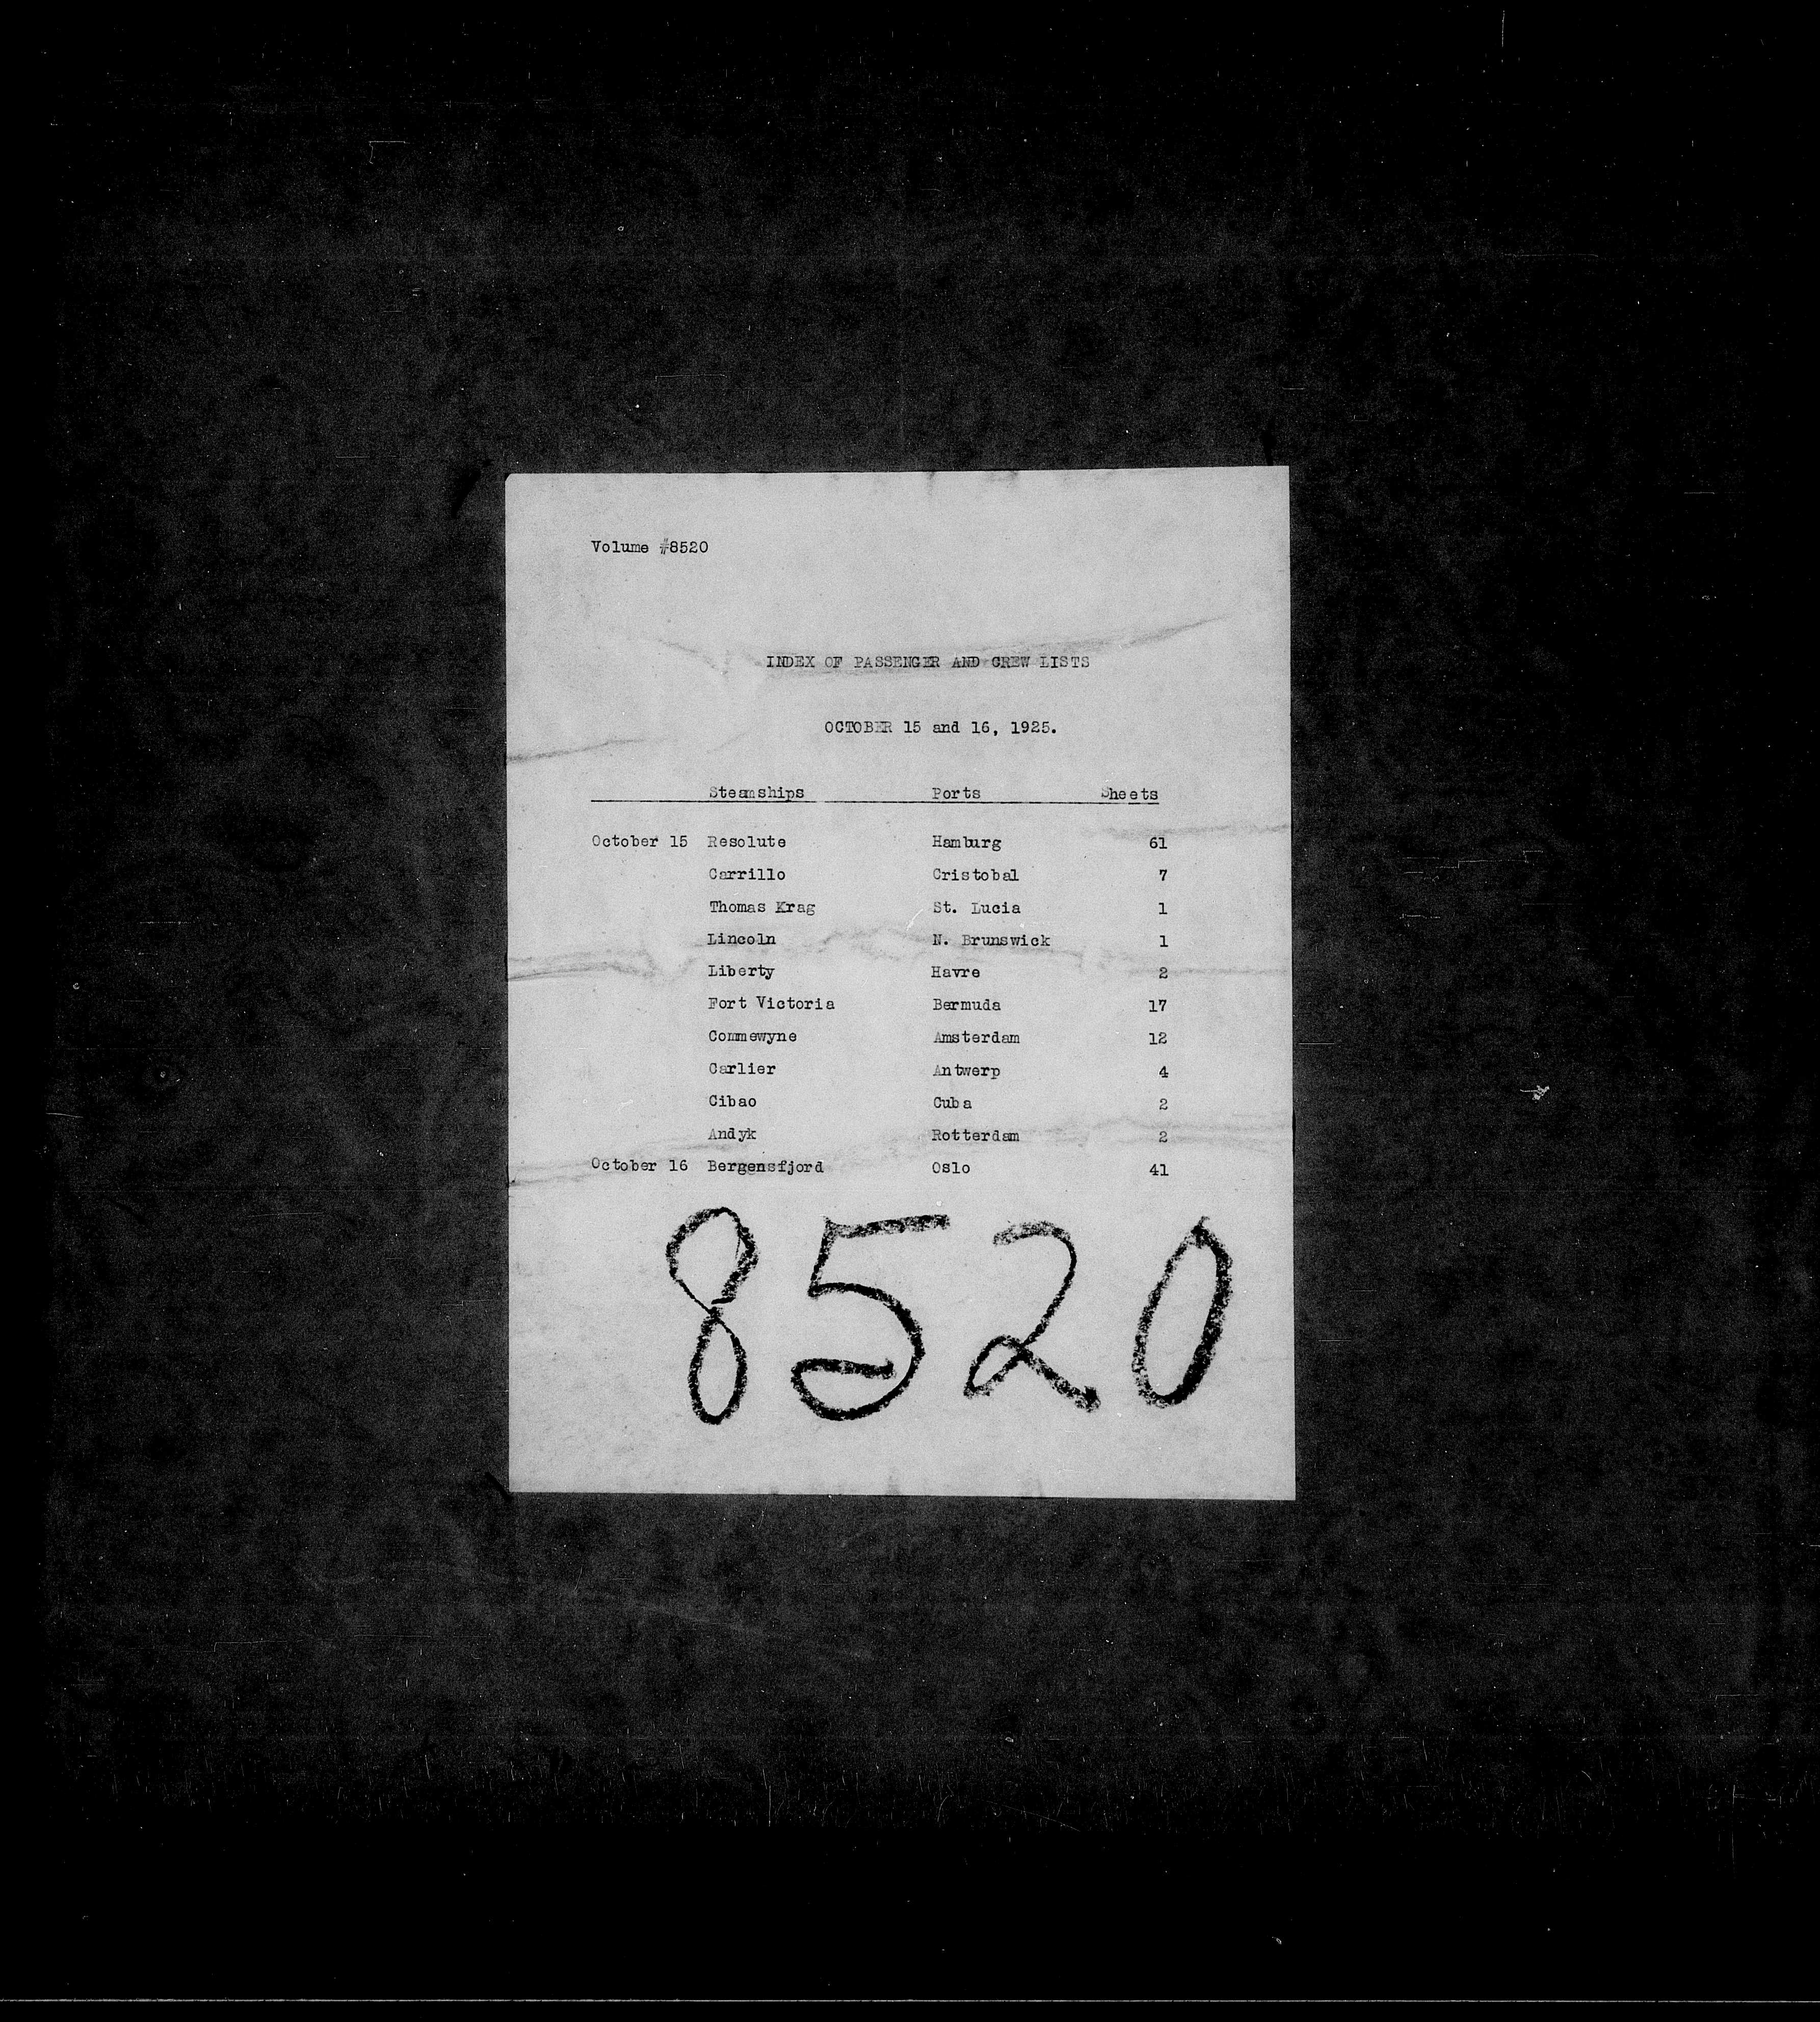 Volume #8520
INDEX OF PASSENGER AND CREW LISTS
OCTOBER 15 and 16, 1925.
Steamships Ports Sheets
October 15 Resolute Hamburg 61
Carrillo Cristobal 7
Thomas Krag St. Lucia 1
Lincoln N. Brunswick 1
Liberty Havre 2
Fort Victoria Bermuda 17
Commewyne Amsterdam 12
Carlier Antwerp 4
Cibao Cuba 2
Andyk Rotterdam 2
October 16 Bergensfjord Oslo 41
8520